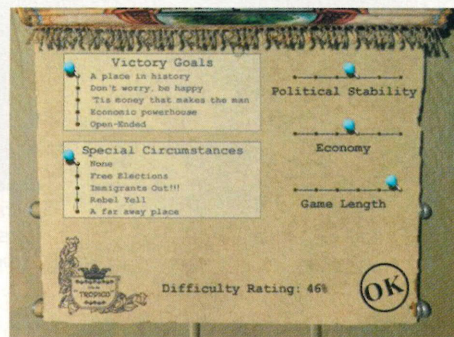 Victory Goals
A place in history
Don't worry, be happy
'Tis money that makes the man
Economic powerhouse
Open-Ended
Special Circumstances
None
Free Elections
Immigrants Out!!!
Rebel Yell
A far away place
Political Stability
Economy
Game Length
TROPICO
Difficulty Rating: 46%
OK